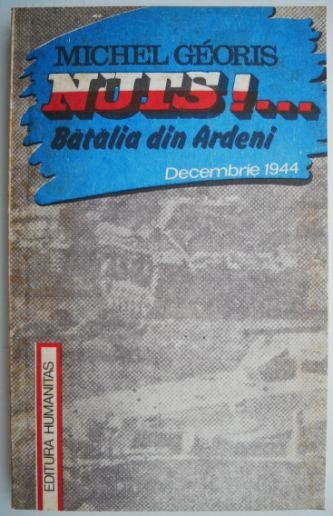 MICHEL GÉORIS
NUTS!...
Bătălia din Ardeni
Decembrie 1944
EDITURA HUMANITAS